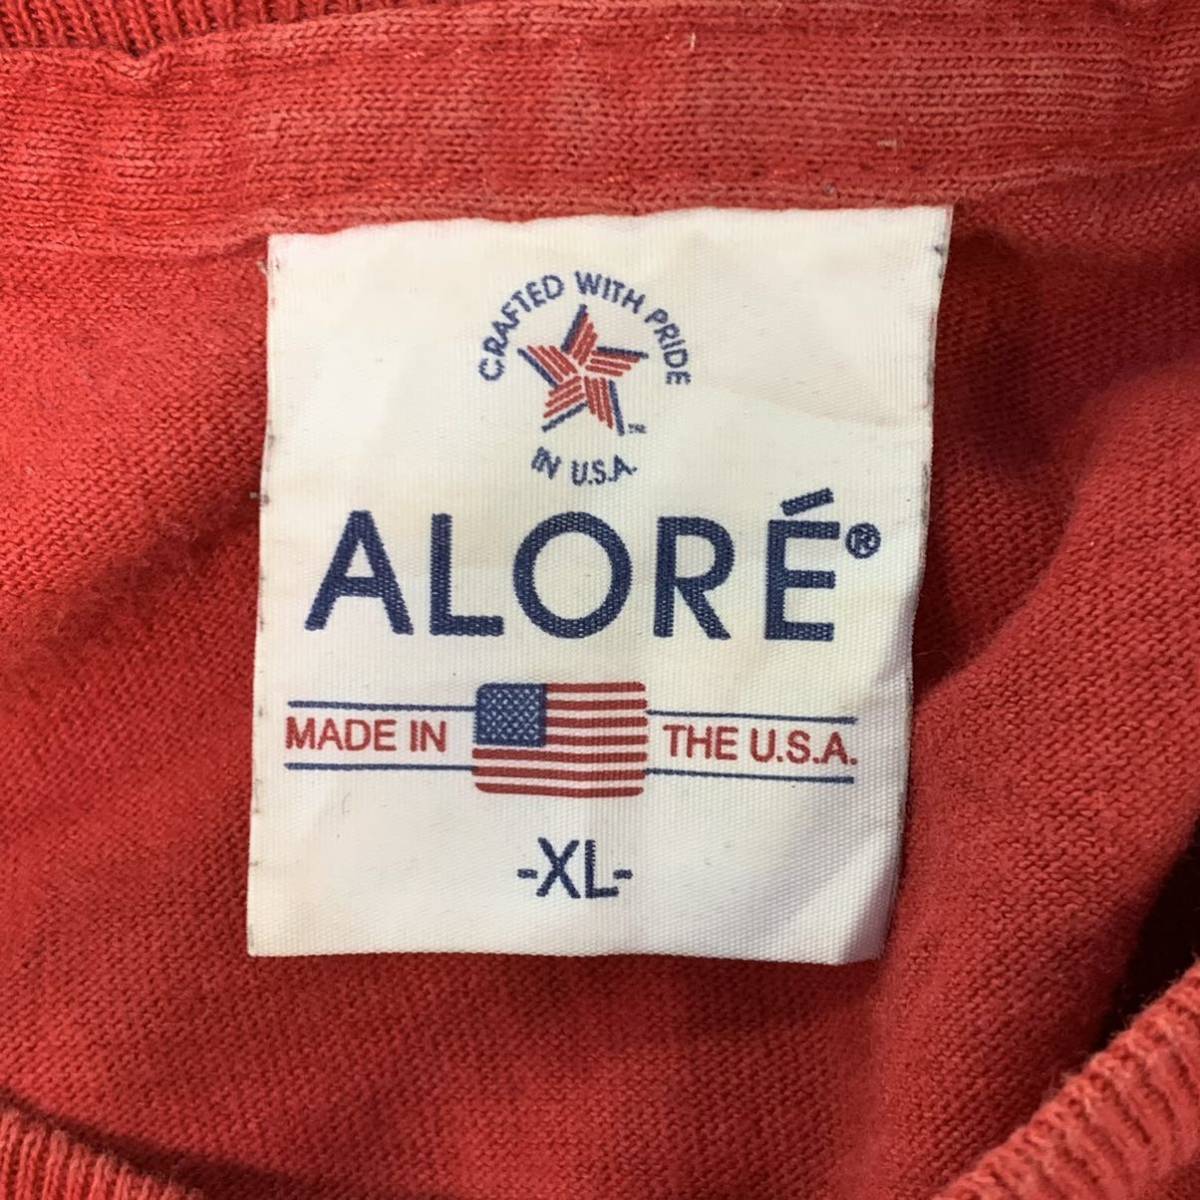 CRAFTED WITH PRIDE
™
IN U.S.A.
ALORÉ®
MADE IN THE U.S.A.
-XL-